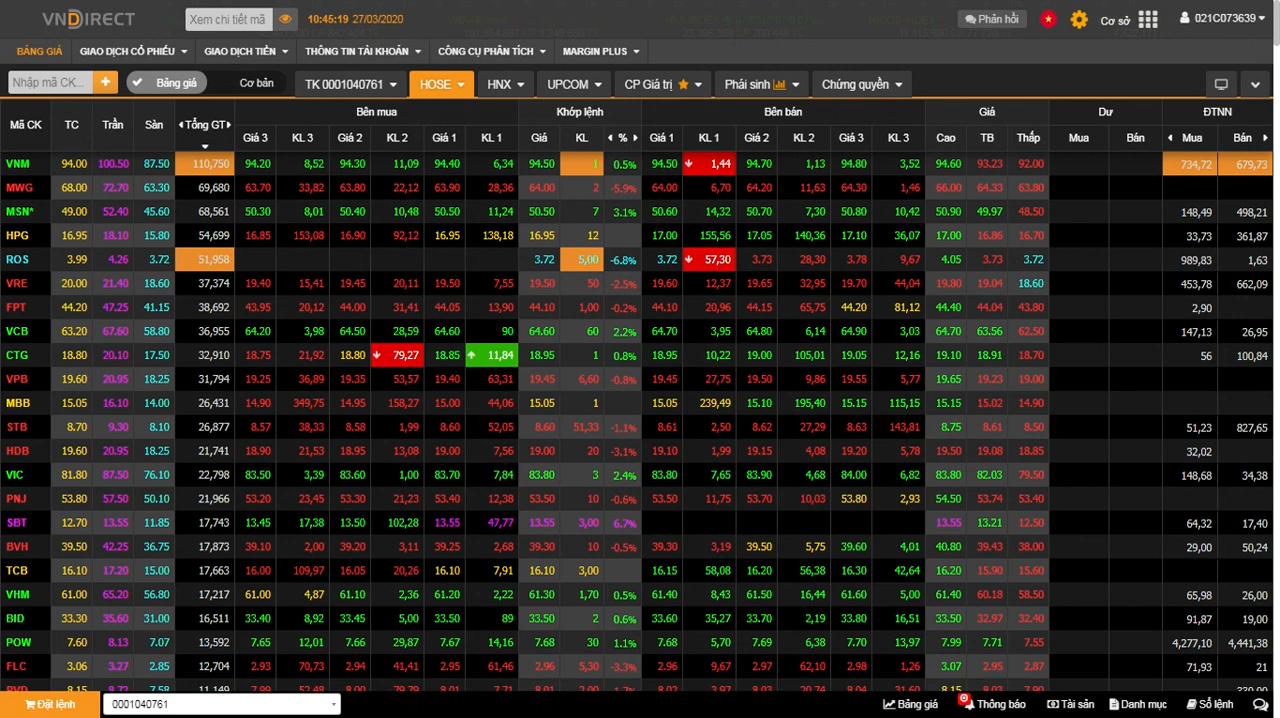 VNDIRECT Xem chi tiết mã 10:45:19 27/03/2020 Phản hồi Cơ sở 021C073639
BẢNG GIÁ GIAO DỊCH CỔ PHIẾU GIAO DỊCH TIỀN THÔNG TIN TÀI KHOẢN CÔNG CỤ PHÂN TÍCH MARGIN PLUS
Nhập mã CK... + Bảng giá Cơ bản TK 0001040761 HOSE HNX UPCOM CP Giá trị Phái sinh Chứng quyền
Mã CK TC Trần Sàn Tổng GT Bên mua Khớp lệnh Bên bán Giá Dư ĐTNN
Giá 3 KL 3 Giá 2 KL 2 Giá 1 KL 1 Giá KL % Giá 1 KL 1 Giá 2 KL 2 Giá 3 KL 3 Cao TB Thấp Mua Bán Mua Bán
VNM 94.00 100.50 87.50 110,750 94.20 8,52 94.30 11,09 94.40 6,34 94.50 1 0.5% 94.50 1,44 94.70 1,13 94.80 3,52 94.60 93.23 92.00 734,72 679,73
MWG 68.00 72.70 63.30 69,680 63.70 33,82 63.80 22,12 63.90 28,36 64.00 2 -5.9% 64.00 6,70 64.20 11,63 64.30 1,46 66.00 64.33 63.80
MSN* 49.00 52.40 45.60 68,561 50.30 8,01 50.40 10,48 50.50 11,24 50.50 7 3.1% 50.60 14,32 50.70 7,30 50.80 10,42 50.90 49.97 48.50 148,49 498,21
HPG 16.95 18.10 15.80 54,699 16.85 153,08 16.90 92,12 16.95 138,18 16.95 12 17.00 155,56 17.05 140,36 17.10 36,07 17.00 16.86 16.70 33,73 361,87
ROS 3.99 4.26 3.72 51,958 3.72 5,00 -6.8% 3.72 57,30 3.73 28,30 3.78 9,67 4.05 3.73 3.72 989,83 1,63
VRE 20.00 21.40 18.60 37,374 19.40 15,41 19.45 20,11 19.50 7,55 19.50 50 -2.5% 19.60 12,37 19.65 32,95 19.70 44,04 19.80 19.04 18.60 453,78 662,09
FPT 44.20 47.25 41.15 38,692 43.95 20,12 44.00 31,41 44.05 13,90 44.10 1,00 -0.2% 44.10 20,96 44.15 65,75 44.20 81,12 44.40 44.04 43.80 2,90
VCB 63.20 67.60 58.80 36,955 64.20 3,98 64.50 28,59 64.60 90 64.60 60 2.2% 64.70 3,95 64.80 6,14 64.90 3,03 64.70 63.56 62.50 147,13 26,95
CTG 18.80 20.10 17.50 32,910 18.75 21,92 18.80 79,27 18.85 11,84 18.95 1 0.8% 18.95 10,22 19.00 105,01 19.05 12,16 19.10 18.91 18.70 56 100,84
VPB 19.60 20.95 18.25 31,794 19.25 36,89 19.35 53,57 19.40 63,31 19.45 6,60 -0.8% 19.45 27,75 19.50 9,86 19.55 5,77 19.65 19.23 19.00
MBB 15.05 16.10 14.00 26,431 14.90 349,75 14.95 158,27 15.00 44,06 15.05 1 15.05 239,49 15.10 195,40 15.15 115,15 15.15 15.02 14.90
STB 8.70 9.30 8.10 26,877 8.57 38,33 8.58 1,99 8.60 52,05 8.60 51,33 -1.1% 8.61 2,50 8.62 27,29 8.63 143,81 8.75 8.61 8.50 51,23 827,65
HDB 19.60 20.95 18.25 21,741 18.90 21,53 18.95 13,08 19.00 7,56 19.00 20 -3.1% 19.10 1,99 19.15 4,08 19.20 9,19 19.50 19.08 18.85 32,02
VIC 81.80 87.50 76.10 22,798 83.50 3,39 83.60 1,00 83.70 7,84 83.80 3 2.4% 83.80 7,65 83.90 4,68 84.00 6,82 83.80 82.03 79.50 148,68 34,38
PNJ 53.80 57.50 50.10 21,966 53.20 23,45 53.30 21,23 53.40 12,38 53.50 10 -0.6% 53.50 11,75 53.70 10,03 53.80 2,93 54.50 53.74 53.40
SBT 12.70 13.55 11.85 17,743 13.45 17,38 13.50 102,28 13.55 47,77 13.55 3,00 6.7% 13.55 13.21 12.50 64,32 17,40
BVH 39.50 42.25 36.75 17,873 39.10 2,00 39.20 3,11 39.25 2,68 39.30 10 -0.5% 39.30 3,19 39.50 5,75 39.60 4,01 40.80 39.43 38.00 29,00 50,24
TCB 16.10 17.20 15.00 17,663 16.00 109,97 16.05 20,26 16.10 7,91 16.10 3,00 16.15 58,08 16.20 56,38 16.30 42,64 16.20 15.90 15.60
VHM 61.00 65.20 56.80 17,217 61.00 4,87 61.10 2,36 61.20 2,22 61.30 1,70 0.5% 61.40 8,43 61.50 16,44 61.60 5,00 61.40 60.18 58.50 65,98 26,00
BID 33.30 35.60 31.00 16,511 33.40 8,92 33.45 5,00 33.50 89 33.50 2 0.6% 33.60 35,27 33.70 2,19 33.80 16,51 33.50 32.97 32.40 91,87 19,00
POW 7.60 8.13 7.07 13,592 7.65 12,01 7.66 29,87 7.67 14,16 7.68 30 1.1% 7.68 5,70 7.69 6,38 7.70 13,97 7.99 7.71 7.55 4,277,10 4,441,38
FLC 3.06 3.27 2.85 12,704 2.93 70,73 2.94 41,41 2.95 61,46 2.96 5,30 -3.3% 2.96 9,67 2.97 62,10 2.98 1,26 3.07 2.95 2.87 71,93 21
Đặt lệnh 0001040761 Bảng giá Thông báo Tài sản Danh mục Sổ lệnh